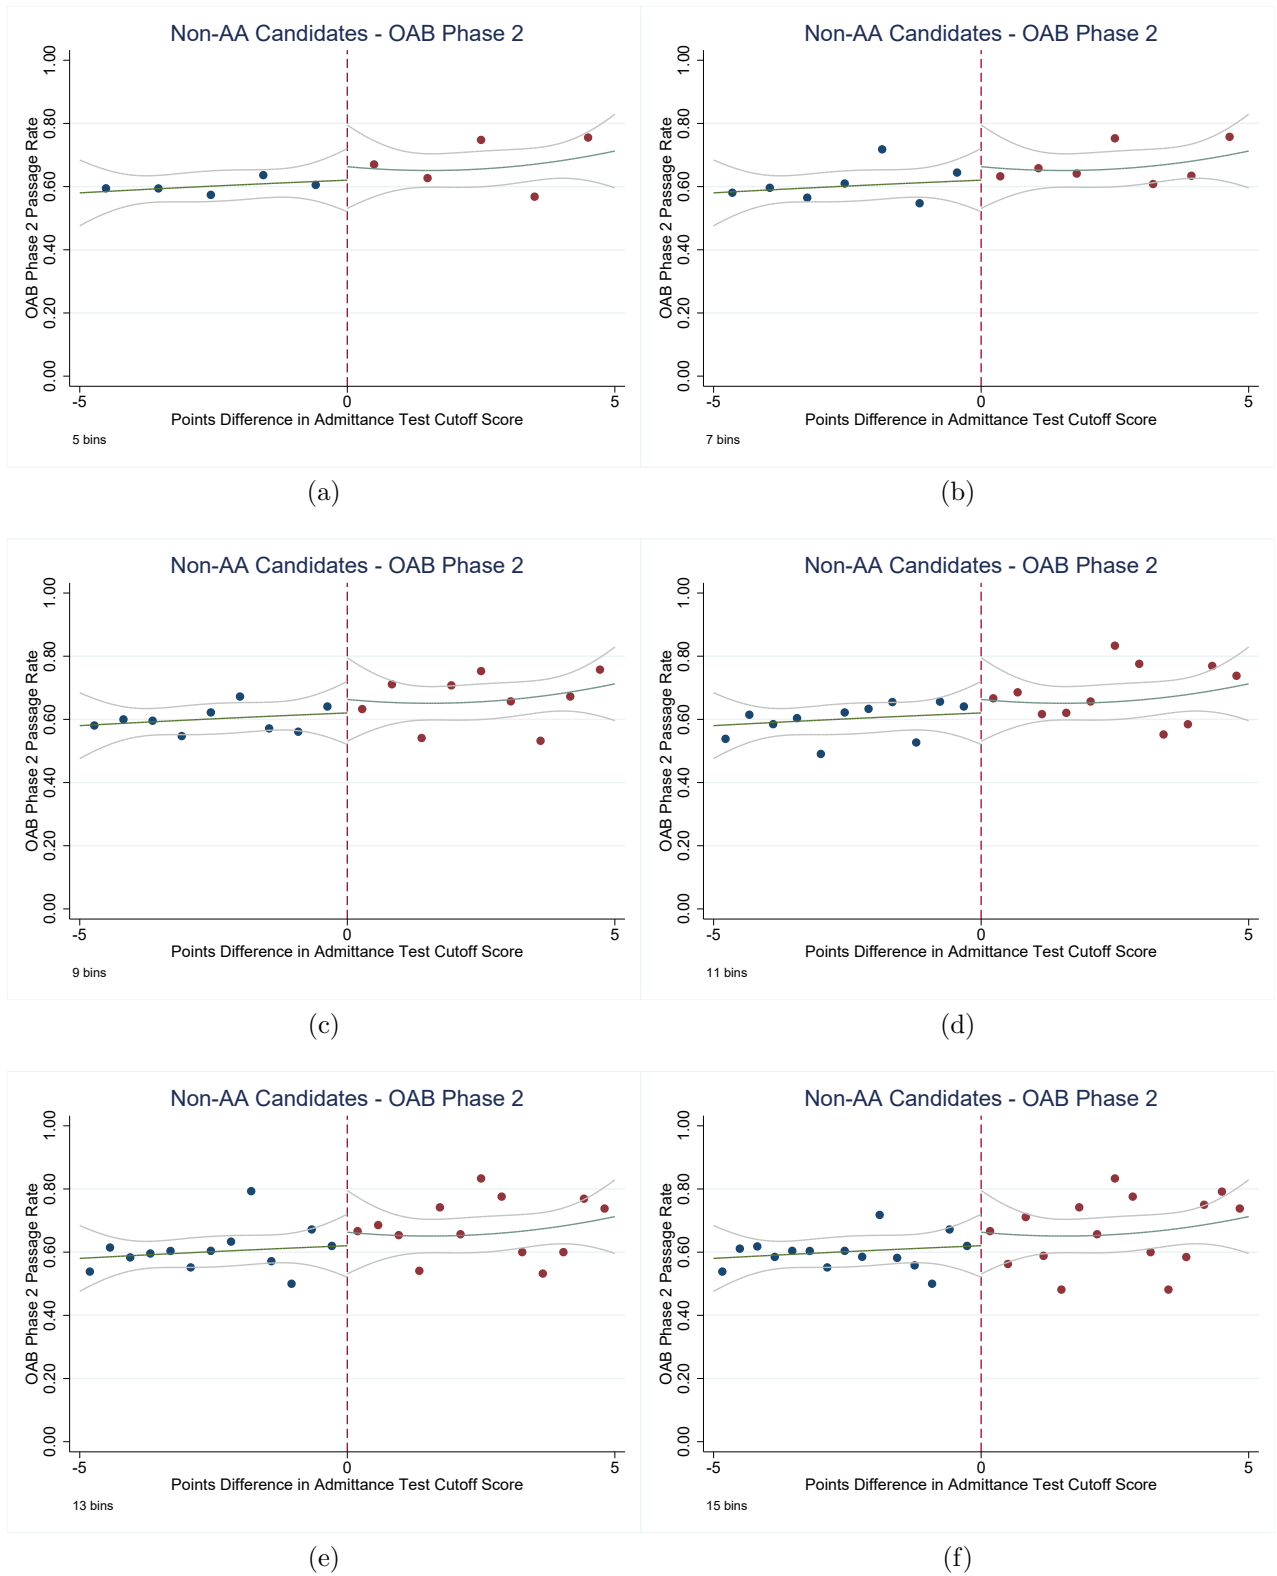 Non-AA Candidates - OAB Phase 2
OAB Phase 2 Passage Rate
1.00
0.80
0.60
0.40
0.20
0.00
-5 0 5
Points Difference in Admittance Test Cutoff Score
5 bins
(a)
Non-AA Candidates - OAB Phase 2
OAB Phase 2 Passage Rate
1.00
0.80
0.60
0.40
0.20
0.00
-5 0 5
Points Difference in Admittance Test Cutoff Score
7 bins
(b)
Non-AA Candidates - OAB Phase 2
OAB Phase 2 Passage Rate
1.00
0.80
0.60
0.40
0.20
0.00
-5 0 5
Points Difference in Admittance Test Cutoff Score
9 bins
(c)
Non-AA Candidates - OAB Phase 2
OAB Phase 2 Passage Rate
1.00
0.80
0.60
0.40
0.20
0.00
-5 0 5
Points Difference in Admittance Test Cutoff Score
11 bins
(d)
Non-AA Candidates - OAB Phase 2
OAB Phase 2 Passage Rate
1.00
0.80
0.60
0.40
0.20
0.00
-5 0 5
Points Difference in Admittance Test Cutoff Score
13 bins
(e)
Non-AA Candidates - OAB Phase 2
OAB Phase 2 Passage Rate
1.00
0.80
0.60
0.40
0.20
0.00
-5 0 5
Points Difference in Admittance Test Cutoff Score
15 bins
(f)